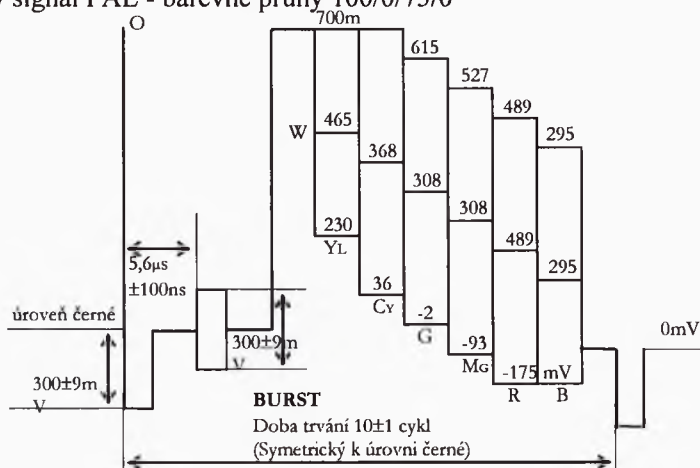 signál PAL - barevné pruhy 100/0/75/0
O
700m
615
527
489
295
W
465
368
308
308
489
295
230
YL
36
CY
-2
G
-93
MG
-175 mV
R B
5,6µs
±100ns
úroveň černé
300±9m
V
300±9m
V
0mV
BURST
Doba trvání 10±1 cykl
(Symetrický k úrovni černé)